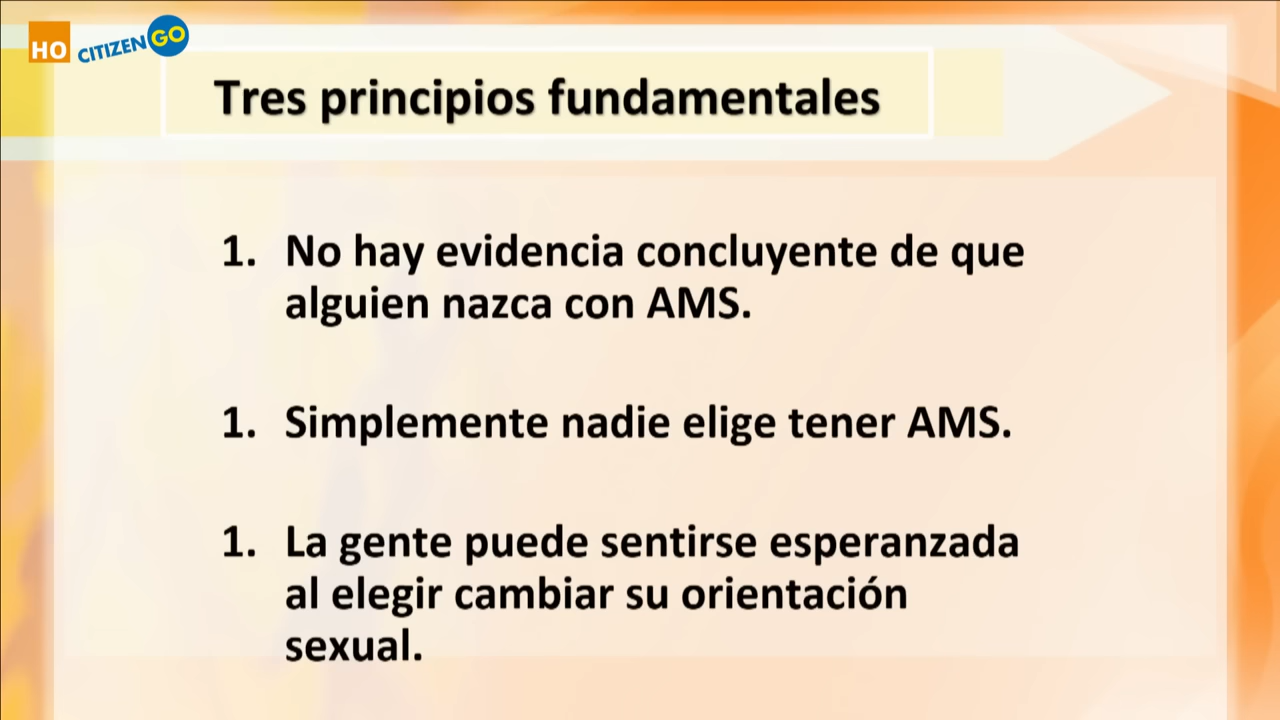 HO CITIZENGO
Tres principios fundamentales
1. No hay evidencia concluyente de que
alguien nazca con AMS.
1. Simplemente nadie elige tener AMS.
1. La gente puede sentirse esperanzada
al elegir cambiar su orientación
sexual.